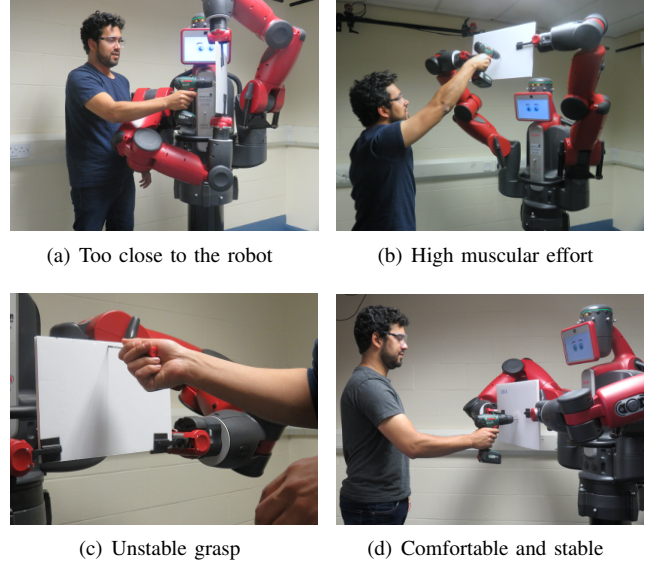 (a) Too close to the robot
(b) High muscular effort
(c) Unstable grasp
(d) Comfortable and stable